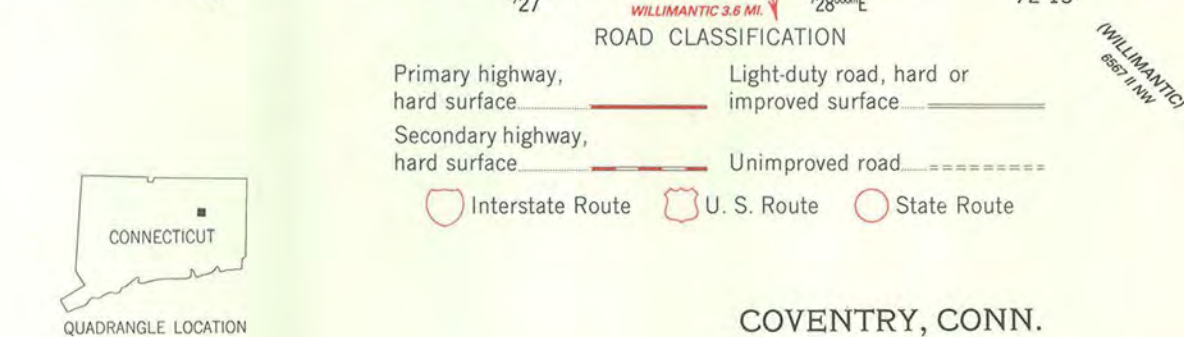 WILLIMANTIC 3.6 MI.
ROAD CLASSIFICATION
Primary highway,
hard surface
Light-duty road, hard or
improved surface
Secondary highway,
hard surface
Unimproved road
Interstate Route
U. S. Route
State Route
(WILLIMANTIC)
6567 II NW
CONNECTICUT
QUADRANGLE LOCATION
COVENTRY, CONN.